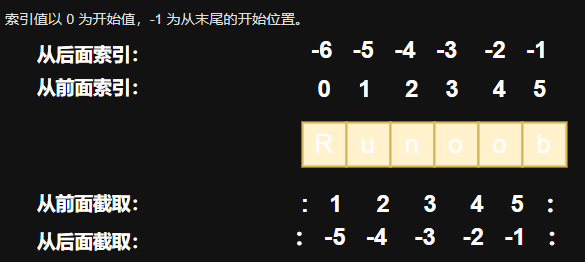 索引值以 0 为开始值，-1 为从末尾的开始位置。
从后面索引： -6 -5 -4 -3 -2 -1
从前面索引： 0 1 2 3 4 5
R u n o o b
从前面截取： : 1 2 3 4 5 :
从后面截取： : -5 -4 -3 -2 -1 :